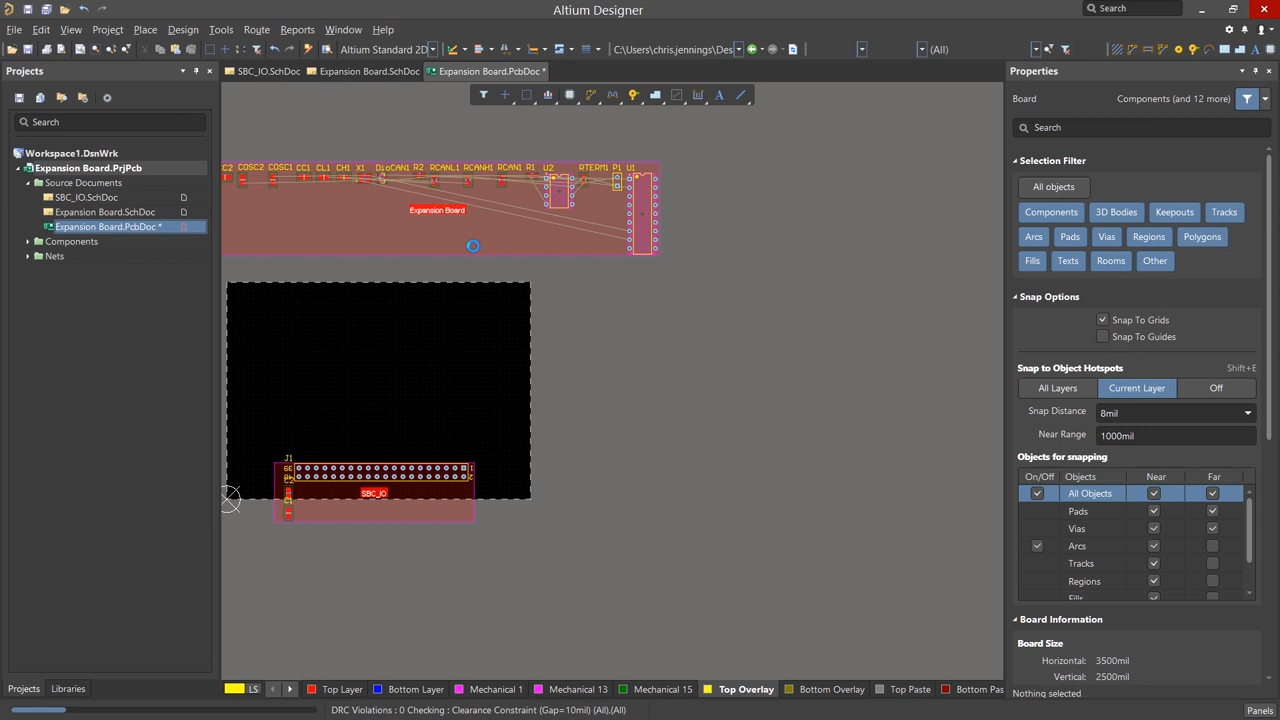 Altium Designer
Search
File Edit View Project Place Design Tools Route Reports Window Help
Altium Standard 2D
C:\Users\chris.jennings\Des
(All)
Projects
SBC_IO.SchDoc
Expansion Board.SchDoc
Expansion Board.PcbDoc *
Properties
Board
Components (and 12 more)
Search
Search
Workspace1.DsnWrk
Expansion Board.PrjPcb
Source Documents
SBC_IO.SchDoc
Expansion Board.SchDoc
Expansion Board.PcbDoc *
Components
Nets
COSC2 COSC1 CC1 CL1 CH1 X1 DioCAN1 R2 RCANL1 RCANH1 RCAN1 R1 U2 RTERM1 P1 U1
Expansion Board
J1
39
1
40
2
SBC_IO
Selection Filter
All objects
Components 3D Bodies Keepouts Tracks
Arcs Pads Vias Regions Polygons
Fills Texts Rooms Other
Snap Options
Snap To Grids
Snap To Guides
Snap to Object Hotspots Shift+E
All Layers Current Layer Off
Snap Distance 8mil
Near Range 1000mil
Objects for snapping
On/Off Objects Near Far
All Objects
Pads
Vias
Arcs
Tracks
Regions
Fills
Board Information
Board Size
Horizontal: 3500mil
Vertical: 2500mil
Nothing selected
Projects Libraries
LS Top Layer Bottom Layer Mechanical 1 Mechanical 13 Mechanical 15 Top Overlay Bottom Overlay Top Paste Bottom Pas
DRC Violations : 0 Checking : Clearance Constraint (Gap=10mil) (All),(All)
Panels